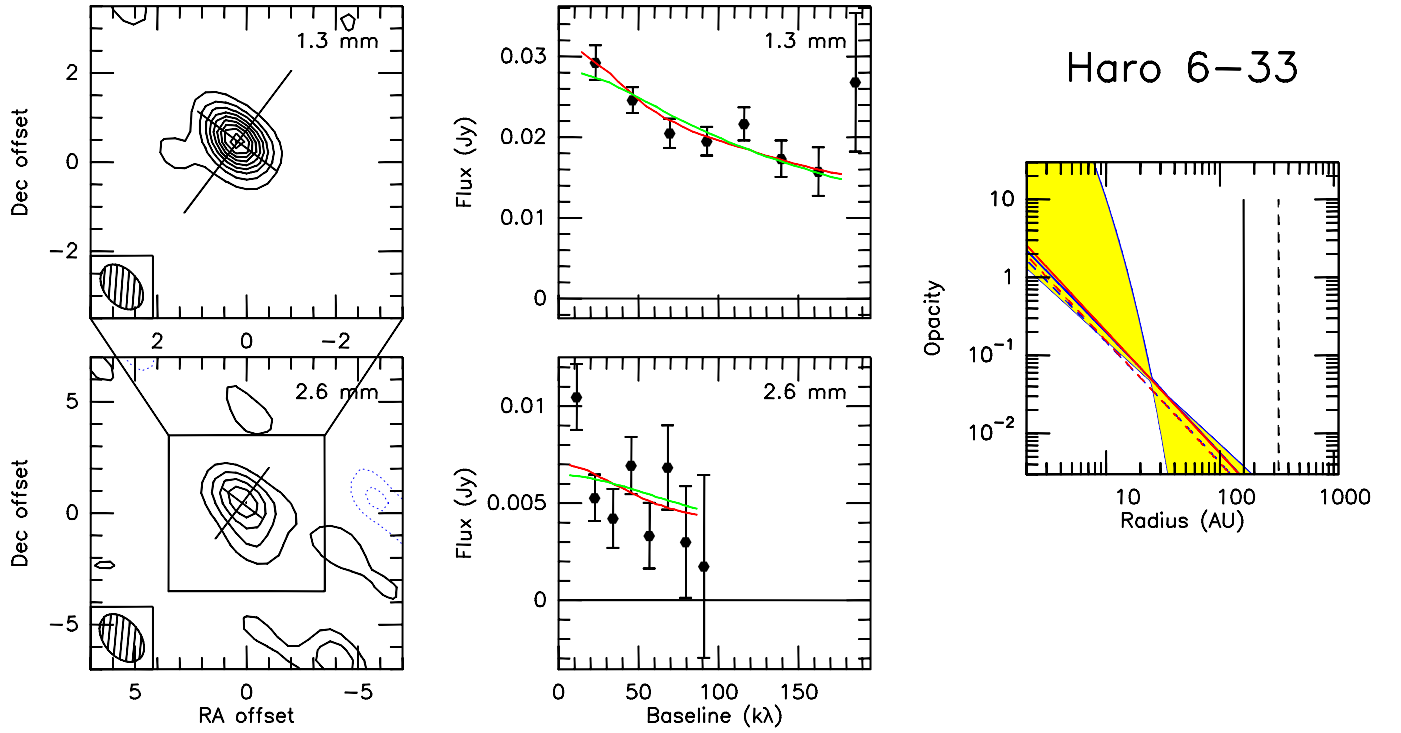 1.3 mm
2
0
−2
Dec offset
2
0
−2
2.6 mm
5
0
−5
Dec offset
5
0
−5
RA offset
1.3 mm
0.03
0.02
0.01
0
Flux (Jy)
2.6 mm
0.01
0.005
0
Flux (Jy)
0
50
100
150
Baseline (kλ)
Haro 6−33
10
1
10⁻¹
10⁻²
Opacity
10
100
1000
Radius (AU)